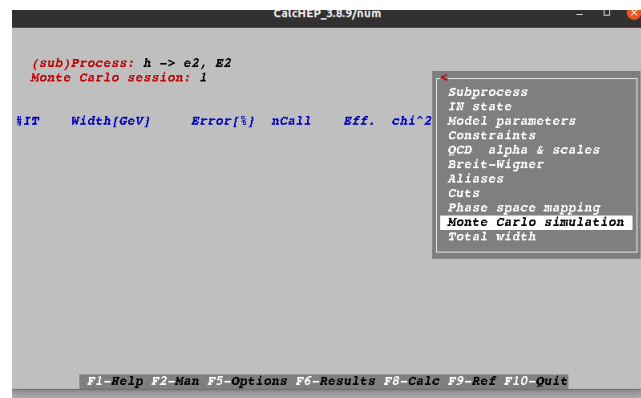 CalcHEP_3.8.9/num
(sub)Process: h -> e2, E2
Monte Carlo session: 1
#IT Width[GeV] Error[%] nCall Eff. chi^2
<
Subprocess
IN state
Model parameters
Constraints
QCD alpha & scales
Breit-Wigner
Aliases
Cuts
Phase space mapping
Monte Carlo simulation
Total width
F1-Help F2-Man F5-Options F6-Results F8-Calc F9-Ref F10-Quit